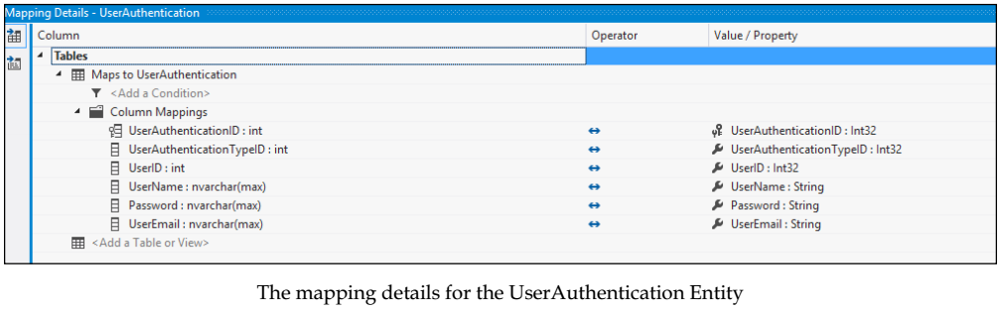 Mapping Details - UserAuthentication
Column Operator Value / Property
Tables
Maps to UserAuthentication
<Add a Condition>
Column Mappings
UserAuthenticationID : int UserAuthenticationID : Int32
UserAuthenticationTypeID : int UserAuthenticationTypeID : Int32
UserID : int UserID : Int32
UserName : nvarchar(max) UserName : String
Password : nvarchar(max) Password : String
UserEmail : nvarchar(max) UserEmail : String
<Add a Table or View>
The mapping details for the UserAuthentication Entity